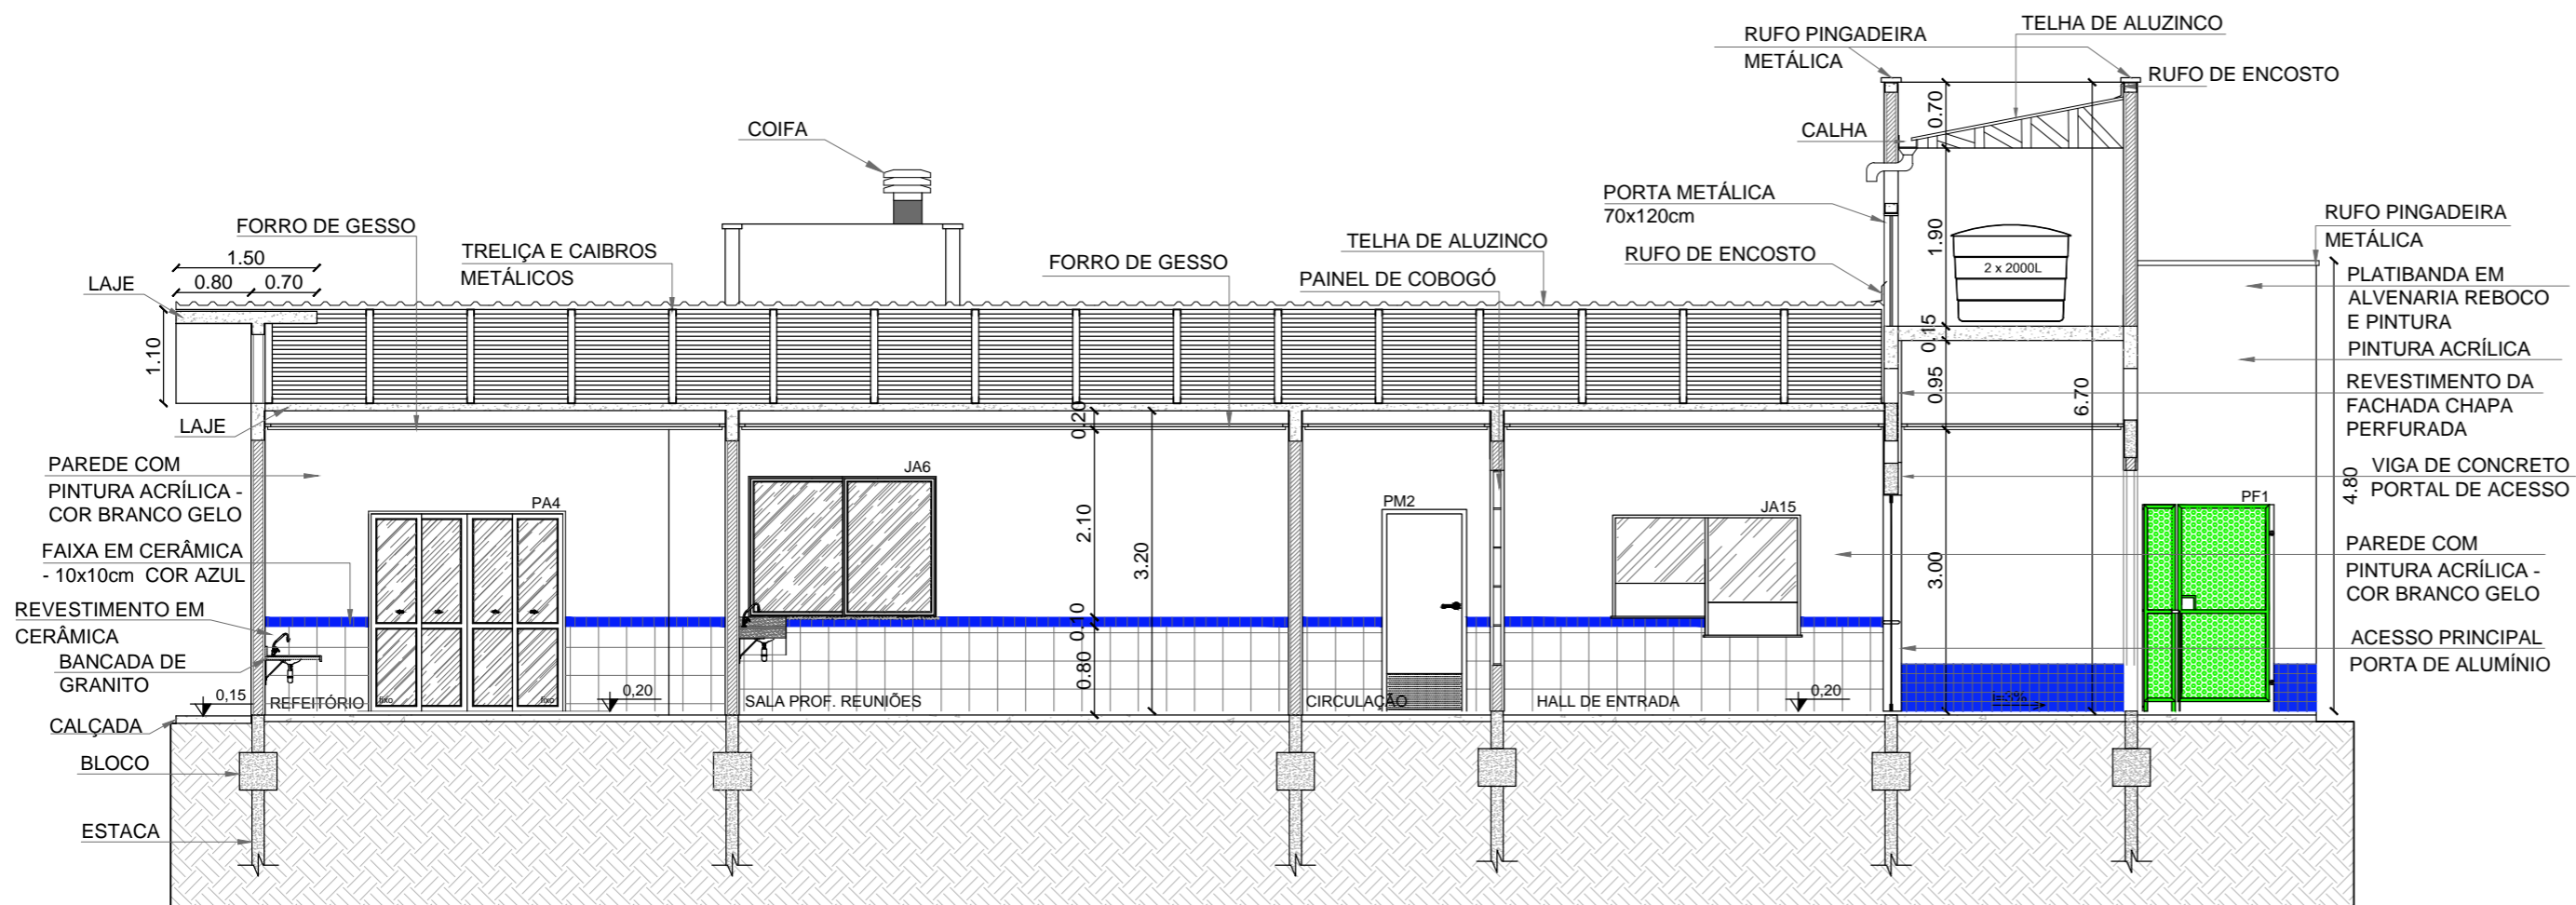 TELHA DE ALUZINCO
RUFO PINGADEIRA
METÁLICA
RUFO DE ENCOSTO
0.70
COIFA
CALHA
PORTA METÁLICA
70x120cm
1.90
RUFO PINGADEIRA
METÁLICA
FORRO DE GESSO
TRELIÇA E CAIBROS
METÁLICOS
TELHA DE ALUZINCO
RUFO DE ENCOSTO
FORRO DE GESSO
1.50
0.80
0.70
PAINEL DE COBOGÓ
2 x 2000L
PLATIBANDA EM
ALVENARIA REBOCO
E PINTURA
LAJE
1.10
0.15
PINTURA ACRÍLICA
0.95
6.70
REVESTIMENTO DA
FACHADA CHAPA
PERFURADA
LAJE
0.20
PAREDE COM
PINTURA ACRÍLICA -
COR BRANCO GELO
JA6
VIGA DE CONCRETO
PORTAL DE ACESSO
4.80
PA4
PM2
JA15
PF1
2.10
3.20
3.00
FAIXA EM CERÂMICA
- 10x10cm COR AZUL
PAREDE COM
PINTURA ACRÍLICA -
COR BRANCO GELO
REVESTIMENTO EM
CERÂMICA
0.10
BANCADA DE
GRANITO
0.80
ACESSO PRINCIPAL
PORTA DE ALUMÍNIO
0,15
REFEITÓRIO
fixo
fixo
0,20
SALA PROF. REUNIÕES
CIRCULAÇÃO
HALL DE ENTRADA
0,20
CALÇADA
BLOCO
ESTACA